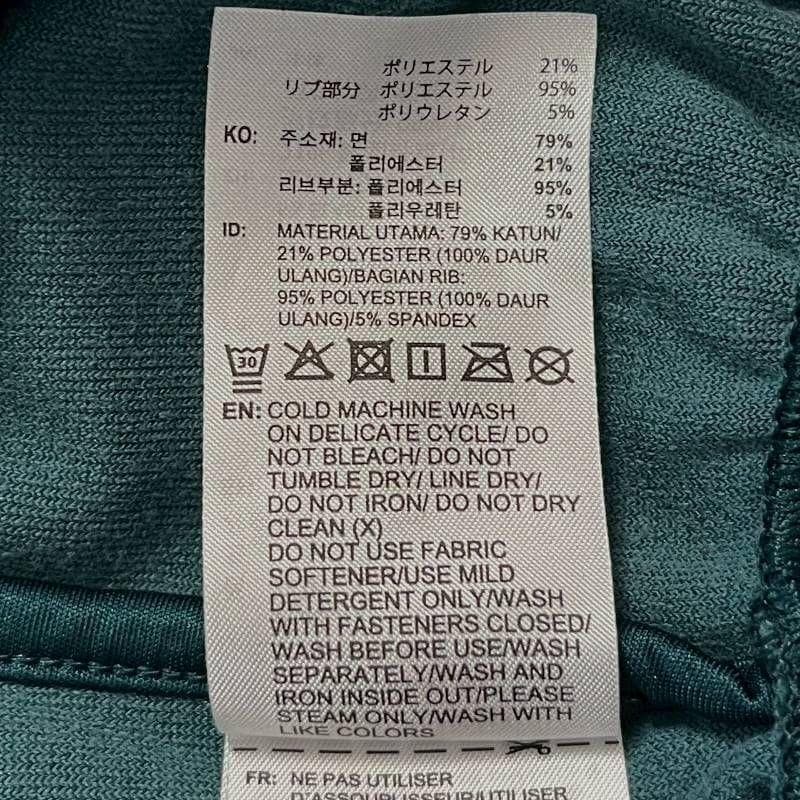 ポリエステル 21%
リブ部分 ポリエステル 95%
ポリウレタン 5%
KO: 주소재: 면 79%
폴리에스터 21%
리브부분: 폴리에스터 95%
폴리우레탄 5%
ID: MATERIAL UTAMA: 79% KATUN/
21% POLYESTER (100% DAUR
ULANG)/BAGIAN RIB:
95% POLYESTER (100% DAUR
ULANG)/5% SPANDEX
30
EN: COLD MACHINE WASH
ON DELICATE CYCLE/ DO
NOT BLEACH/ DO NOT
TUMBLE DRY/ LINE DRY/
DO NOT IRON/ DO NOT DRY
CLEAN (X)
DO NOT USE FABRIC
SOFTENER/USE MILD
DETERGENT ONLY/WASH
WITH FASTENERS CLOSED/
WASH BEFORE USE/WASH
SEPARATELY/WASH AND
IRON INSIDE OUT/PLEASE
STEAM ONLY/WASH WITH
LIKE COLORS
FR: NE PAS UTILISER
D'ASSOUPLISSEUR/UTILISER